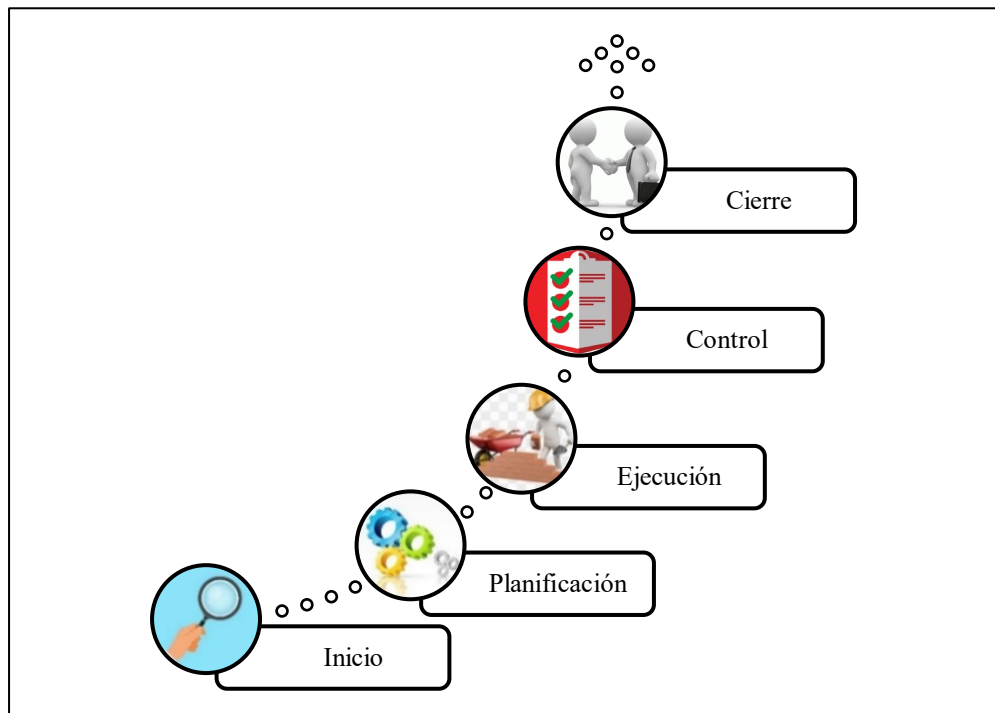 Cierre
Control
Ejecución
Planificación
Inicio